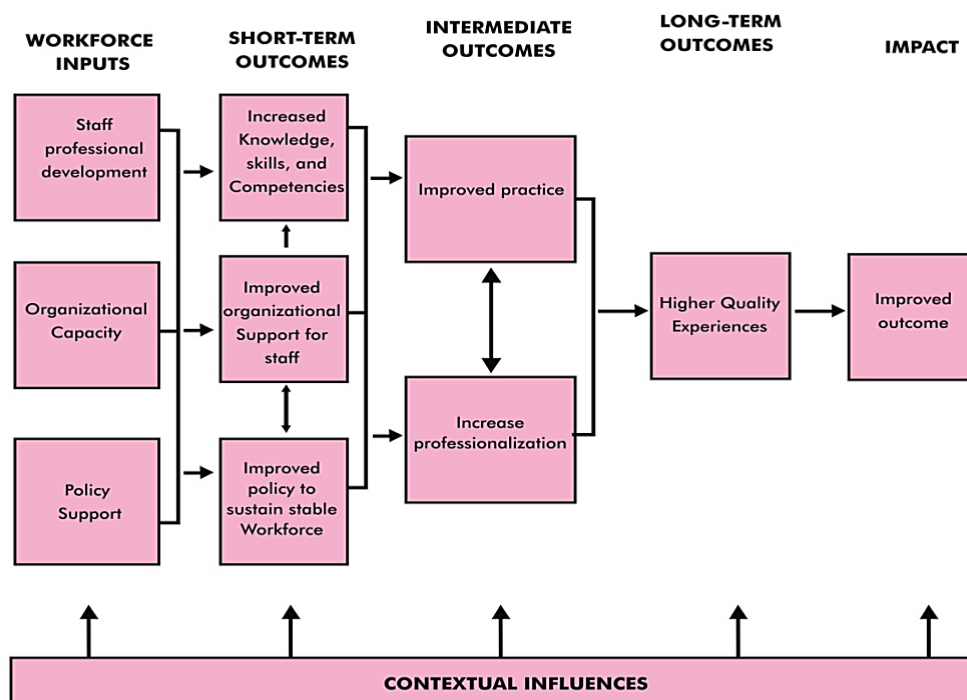 WORKFORCE
INPUTS
SHORT-TERM
OUTCOMES
INTERMEDIATE
OUTCOMES
LONG-TERM
OUTCOMES
IMPACT
Staff
professional
development
Organizational
Capacity
Policy
Support
Increased
Knowledge,
skills, and
Competencies
Improved
organizational
Support for
staff
Improved
policy to
sustain stable
Workforce
Improved practice
Increase
professionalization
Higher Quality
Experiences
Improved
outcome
CONTEXTUAL INFLUENCES